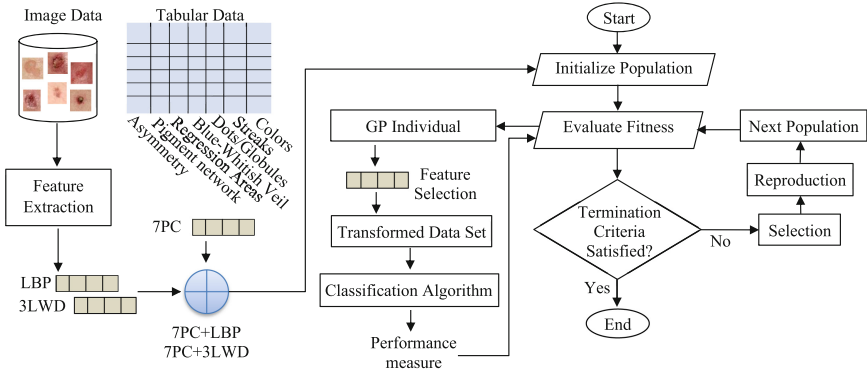 Image Data
Tabular Data
Asymmetry
Pigment network
Regression Areas
Blue-Whitish Veil
Dots/Globules
Streaks
Colors
Feature
Extraction
LBP
3LWD
7PC
7PC+LBP
7PC+3LWD
GP Individual
Feature
Selection
Transformed Data Set
Classification Algorithm
Performance
measure
Start
Initialize Population
Evaluate Fitness
Termination
Criteria
Satisfied?
No
Yes
End
Selection
Reproduction
Next Population